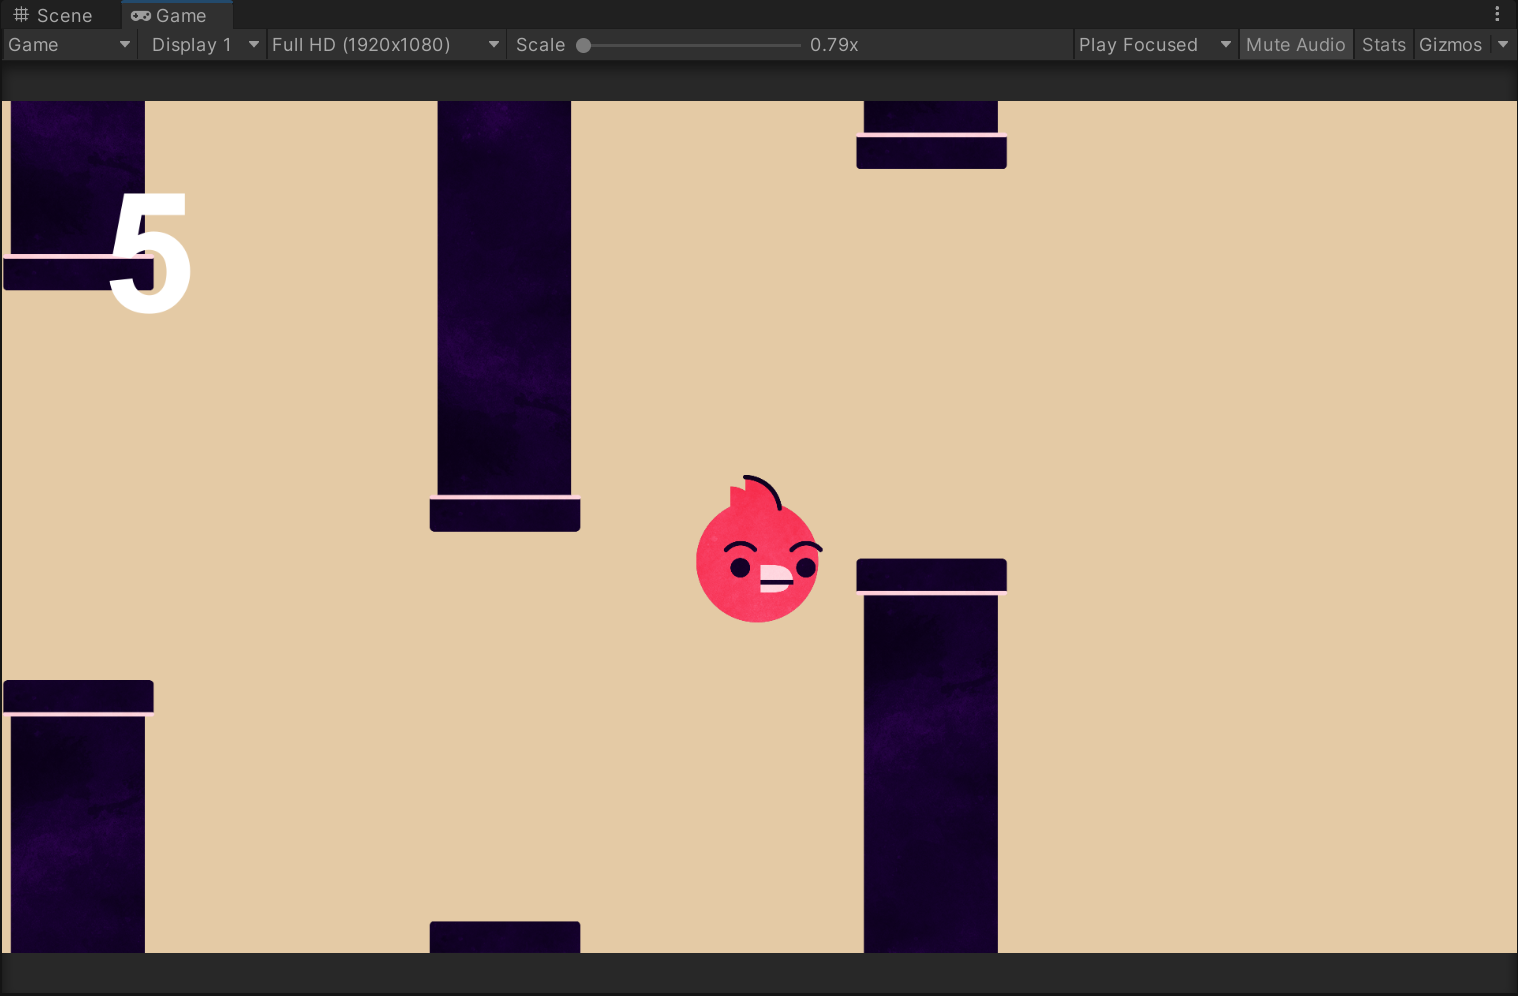 Scene Game
Game Display 1 Full HD (1920x1080) Scale 0.79x Play Focused Mute Audio Stats Gizmos
5